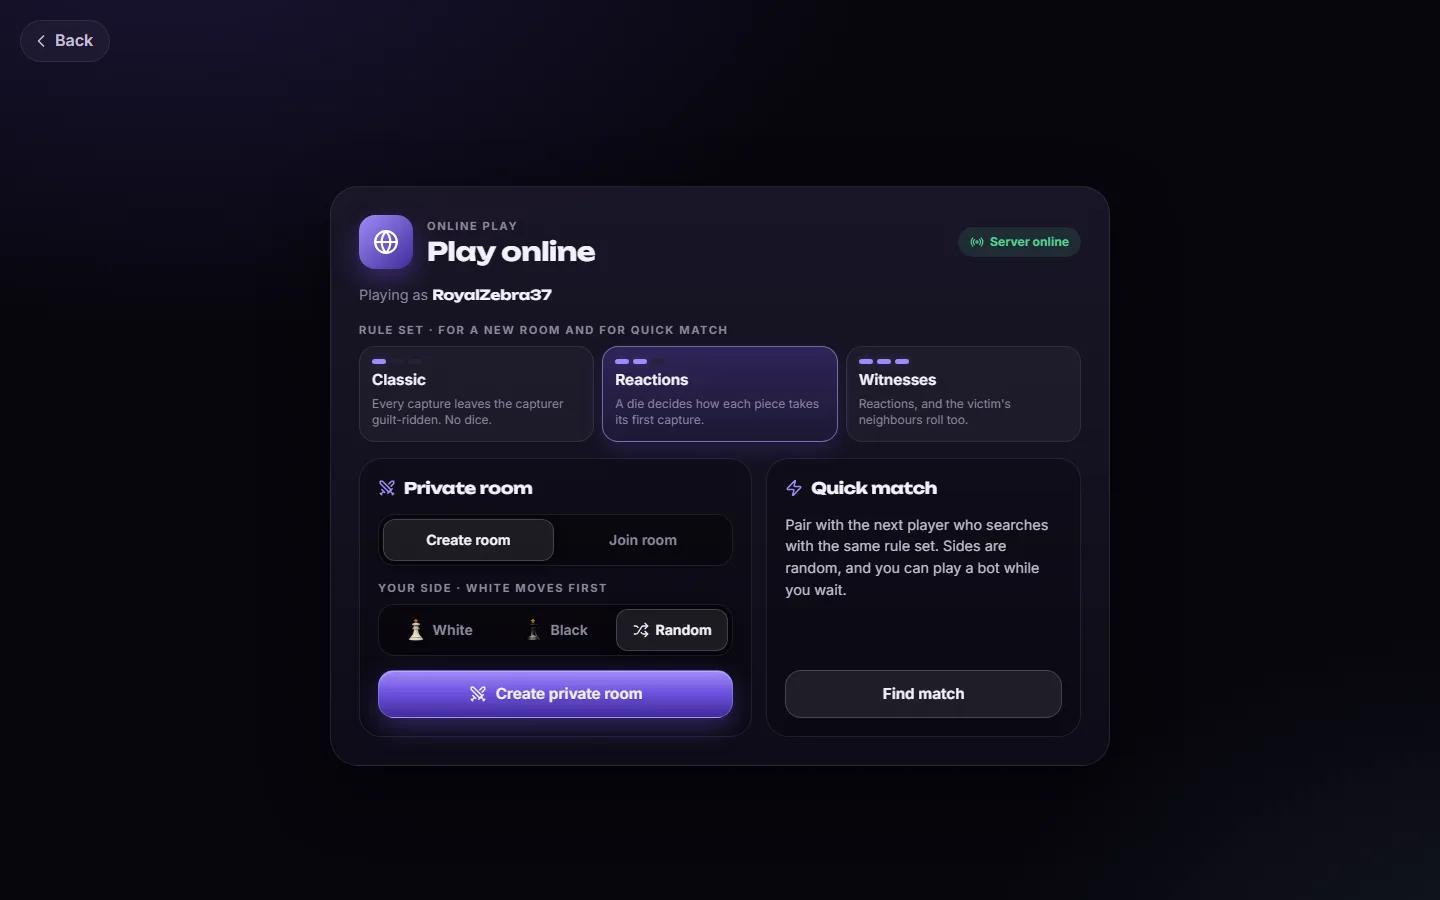 Back
ONLINE PLAY
Play online
Server online
Playing as RoyalZebra37
RULE SET · FOR A NEW ROOM AND FOR QUICK MATCH
Classic
Every capture leaves the capturer
guilt-ridden. No dice.
Reactions
A die decides how each piece takes
its first capture.
Witnesses
Reactions, and the victim's
neighbours roll too.
Private room
Create room
Join room
YOUR SIDE · WHITE MOVES FIRST
White
Black
Random
Create private room
Quick match
Pair with the next player who searches
with the same rule set. Sides are
random, and you can play a bot while
you wait.
Find match